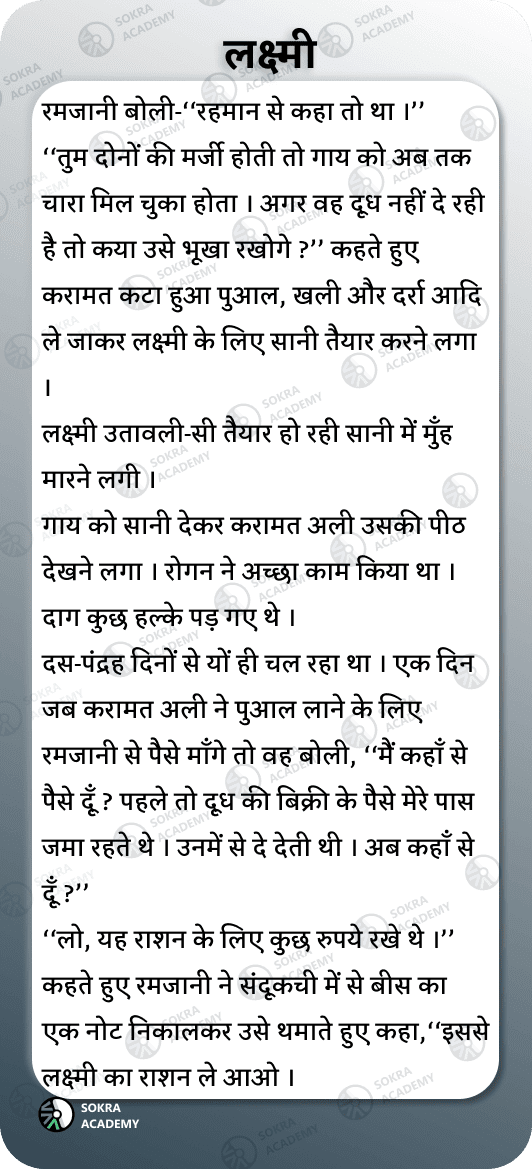 लक्ष्मी
रमजानी बोली-‘‘रहमान से कहा तो था ।’’
‘‘तुम दोनों की मर्जी होती तो गाय को अब तक
चारा मिल चुका होता । अगर वह दूध नहीं दे रही
है तो कया उसे भूखा रखोगे ?’’ कहते हुए
करामत कटा हुआ पुआल, खली और दर्रा आदि
ले जाकर लक्ष्मी के लिए सानी तैयार करने लगा
।
लक्ष्मी उतावली-सी तैयार हो रही सानी में मुँह
मारने लगी ।
गाय को सानी देकर करामत अली उसकी पीठ
देखने लगा । रोगन ने अच्छा काम किया था ।
दाग कुछ हल्के पड़ गए थे ।
दस-पंद्रह दिनों से यों ही चल रहा था । एक दिन
जब करामत अली ने पुआल लाने के लिए
रमजानी से पैसे माँगे तो वह बोली, ‘‘मैं कहाँ से
पैसे दूँ ? पहले तो दूध की बिक्री के पैसे मेरे पास
जमा रहते थे । उनमें से दे देती थी । अब कहाँ से
दूँ ?’’
‘‘लो, यह राशन के लिए कुछ रुपये रखे थे ।’’
कहते हुए रमजानी ने संदूकची में से बीस का
एक नोट निकालकर उसे थमाते हुए कहा,‘‘इससे
लक्ष्मी का राशन ले आओ ।
SOKRA
ACADEMY